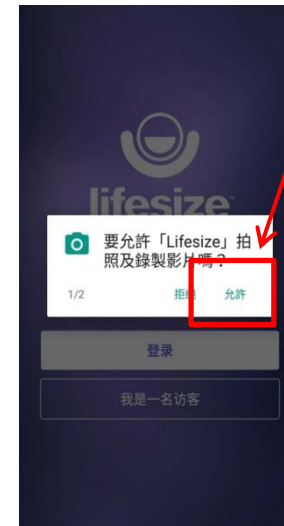 lifesize
要允許「Lifesize」拍
照及錄製影片嗎？
1/2
拒絕
允許
登录
我是一名访客